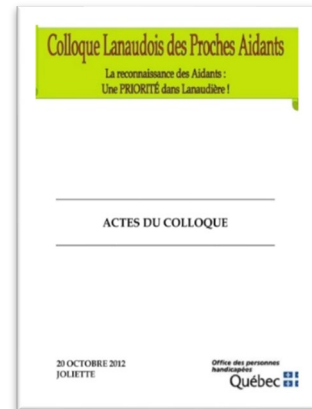 Colloque Lanaudois des Proches Aidants
La reconnaissance des Aidants :
Une PRIORITÉ dans Lanaudière !
ACTES DU COLLOQUE
20 OCTOBRE 2012
JOLIETTE
Office des personnes
handicapées
Québec